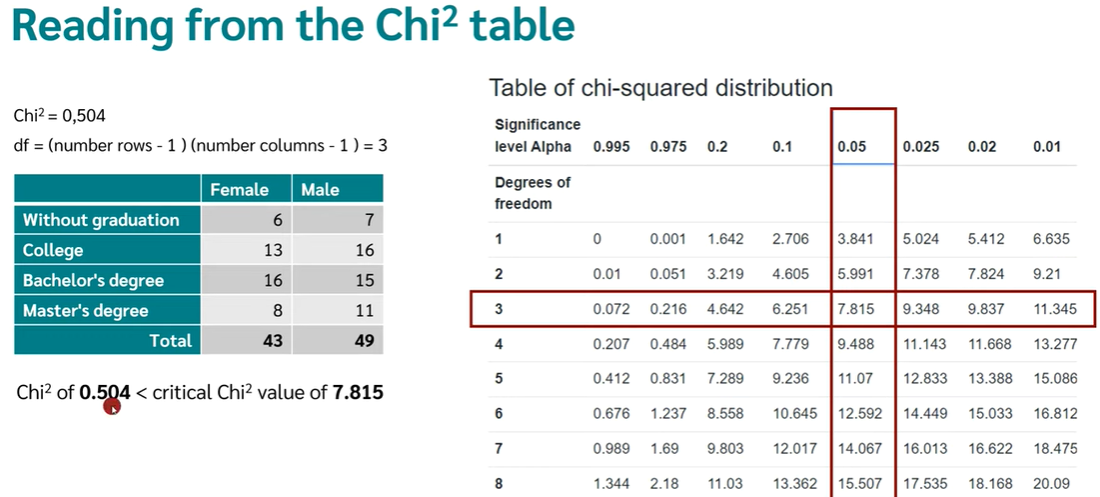 Reading from the Chi² table
Chi² = 0,504
df = (number rows - 1 ) (number columns - 1 ) = 3
Female Male
Without graduation 6 7
College 13 16
Bachelor's degree 16 15
Master's degree 8 11
Total 43 49
Chi² of 0.504 < critical Chi² value of 7.815
Table of chi-squared distribution
Significance
level Alpha 0.995 0.975 0.2 0.1 0.05 0.025 0.02 0.01
Degrees of
freedom
1 0 0.001 1.642 2.706 3.841 5.024 5.412 6.635
2 0.01 0.051 3.219 4.605 5.991 7.378 7.824 9.21
3 0.072 0.216 4.642 6.251 7.815 9.348 9.837 11.345
4 0.207 0.484 5.989 7.779 9.488 11.143 11.668 13.277
5 0.412 0.831 7.289 9.236 11.07 12.833 13.388 15.086
6 0.676 1.237 8.558 10.645 12.592 14.449 15.033 16.812
7 0.989 1.69 9.803 12.017 14.067 16.013 16.622 18.475
8 1.344 2.18 11.03 13.362 15.507 17.535 18.168 20.09